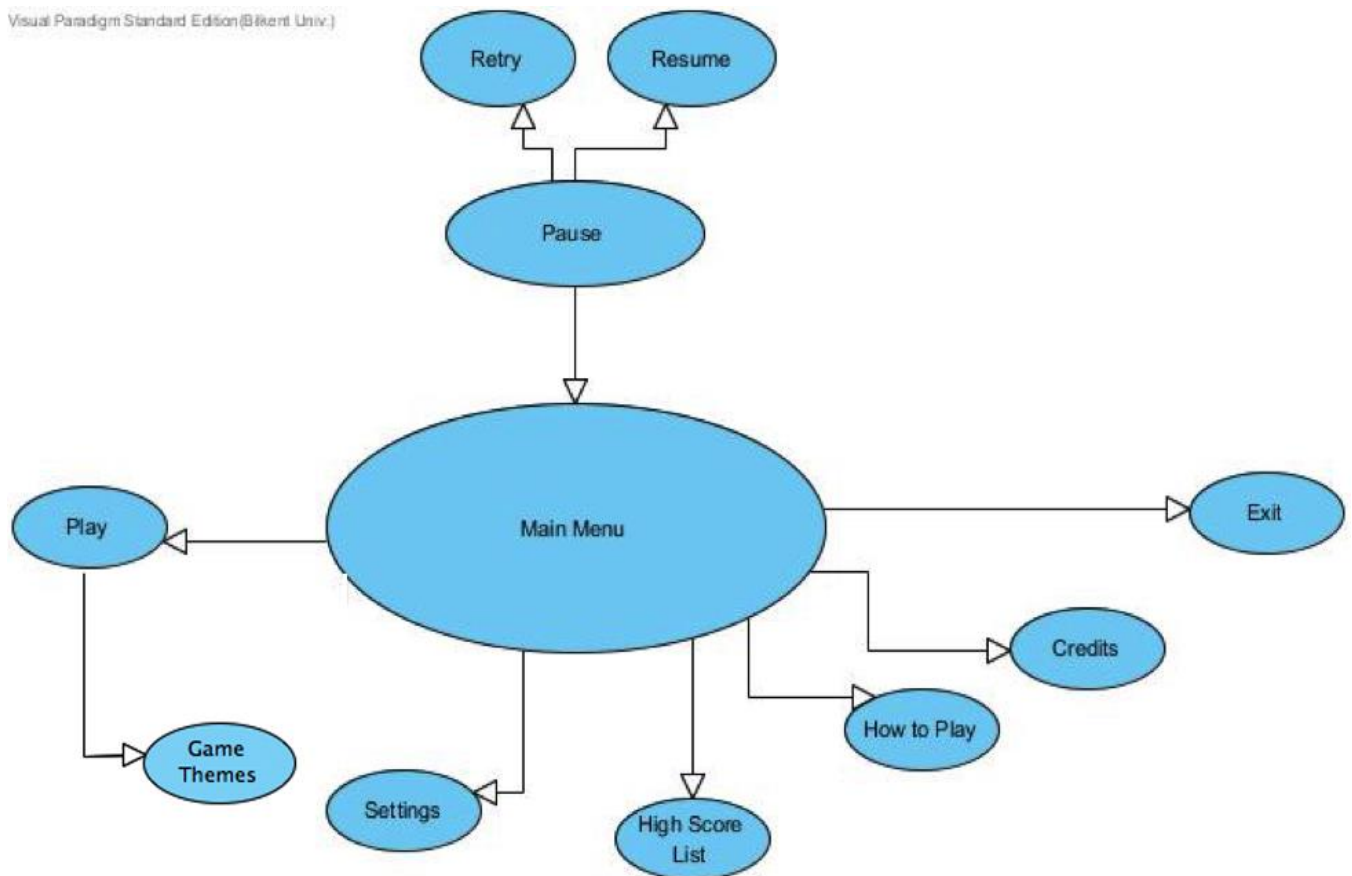 Visual Paradigm Standard Edition(Bilkent Univ.)
Retry
Resume
Pause
Main Menu
Play
Exit
Credits
How to Play
Game
Themes
Settings
High Score
List